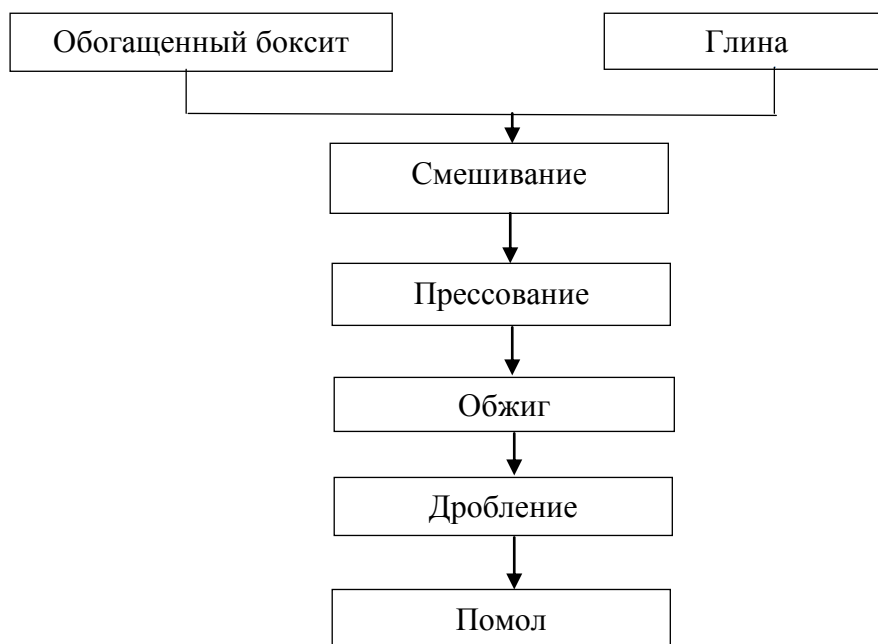 Обогащенный боксит
Глина
Смешивание
Прессование
Обжиг
Дробление
Помол